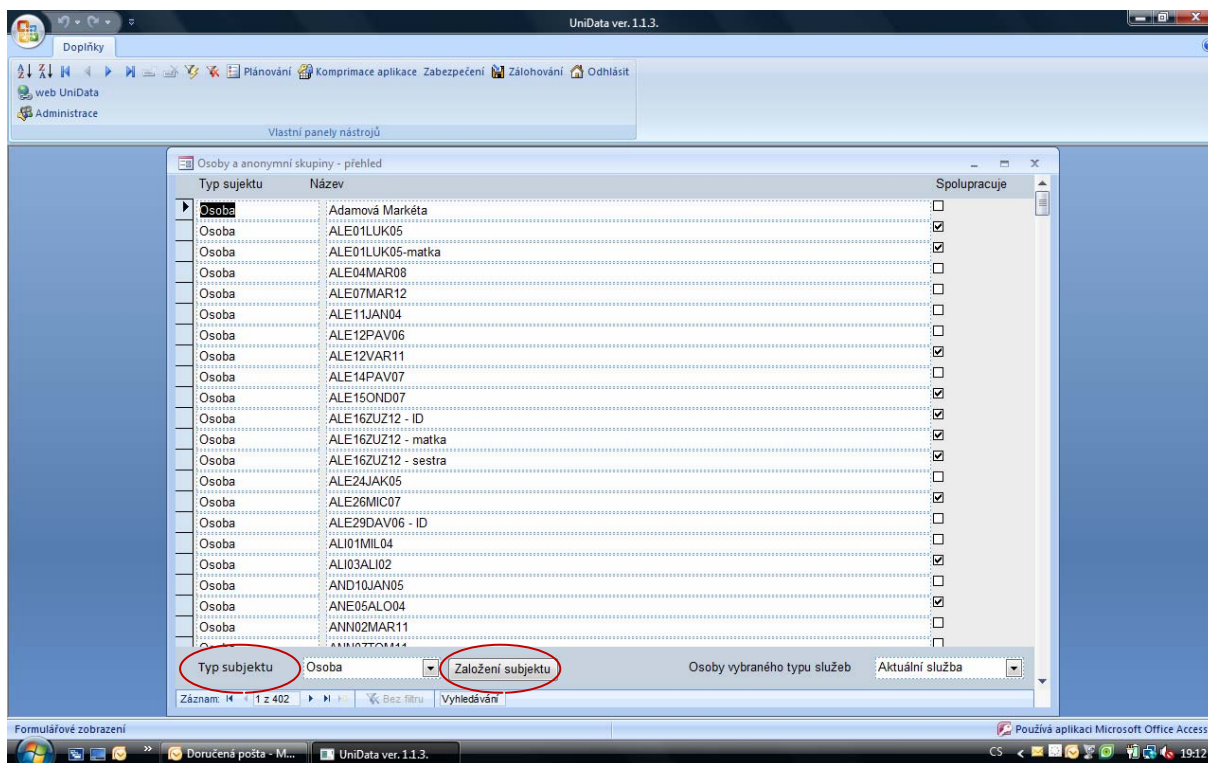 UniData ver. 1.1.3.
Doplňky
Plánování Komprimace aplikace Zabezpečení Zálohování Odhlásit
web UniData
Administrace
Vlastní panely nástrojů
Osoby a anonymní skupiny - přehled
Typ sujektu Název Spolupracuje
Osoba Adamová Markéta
Osoba ALE01LUK05
Osoba ALE01LUK05-matka
Osoba ALE04MAR08
Osoba ALE07MAR12
Osoba ALE11JAN04
Osoba ALE12PAV06
Osoba ALE12VAR11
Osoba ALE14PAV07
Osoba ALE15OND07
Osoba ALE16ZUZ12 - ID
Osoba ALE16ZUZ12 - matka
Osoba ALE16ZUZ12 - sestra
Osoba ALE24JAK05
Osoba ALE26MIC07
Osoba ALE29DAV06 - ID
Osoba ALI01MIL04
Osoba ALI03ALI02
Osoba AND10JAN05
Osoba ANE05ALO04
Osoba ANN02MAR11
Typ subjektu Osoba Založení subjektu Osoby vybraného typu služeb Aktuální služba
Záznam: 1 z 402 Bez filtru Vyhledávání
Formulářové zobrazení Používá aplikaci Microsoft Office Access
Doručená pošta - M... UniData ver. 1.1.3. CS 19:12